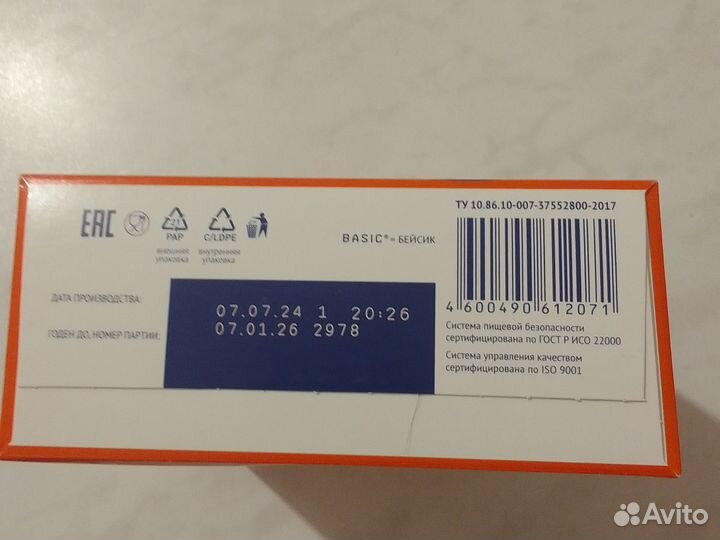 ТУ 10.86.10-007-37552800-2017
EAC
21
PAP
внешняя
упаковка
C/LDPE
внутренняя
упаковка
BASIC®= БЕЙСИК
4 600490 612071
ДАТА ПРОИЗВОДСТВА:
07.07.24 1 20:26
ГОДЕН ДО, НОМЕР ПАРТИИ:
07.01.26 2978
Система пищевой безопасности
сертифицирована по ГОСТ Р ИСО 22000
Система управления качеством
сертифицирована по ISO 9001
Avito